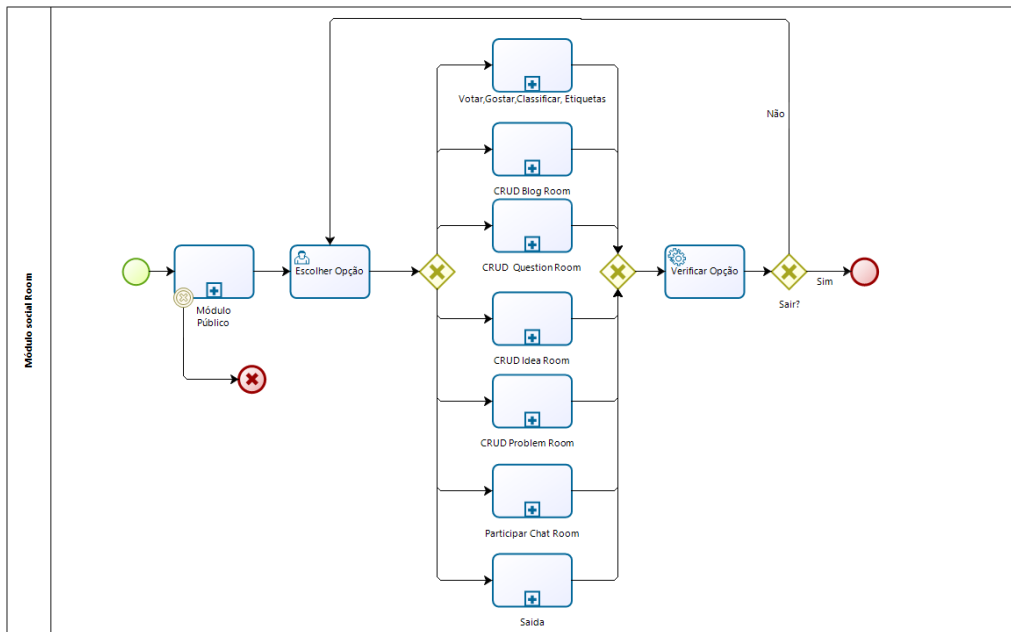 Módulo social Room
Votar,Gostar,Classificar, Etiquetas
Não
CRUD Blog Room
CRUD  Question Room
Escolher Opção
Verificar Opção
Sim
Sair?
Módulo
Público
CRUD Idea Room
CRUD Problem Room
Participar Chat Room
Saida